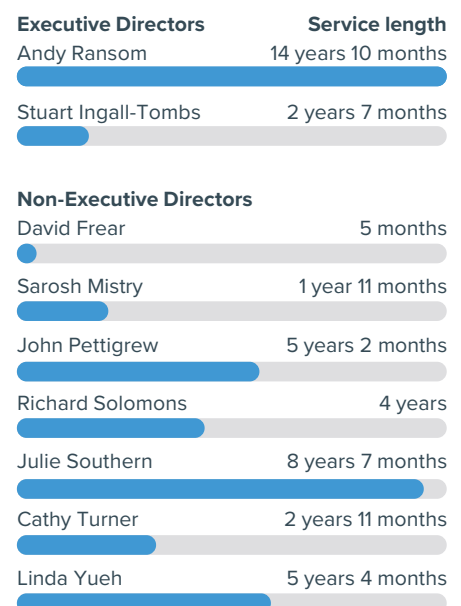 Executive Directors Service length
Andy Ransom 14 years 10 months
Stuart Ingall-Tombs 2 years 7 months
Non-Executive Directors
David Frear 5 months
Sarosh Mistry 1 year 11 months
John Pettigrew 5 years 2 months
Richard Solomons 4 years
Julie Southern 8 years 7 months
Cathy Turner 2 years 11 months
Linda Yueh 5 years 4 months